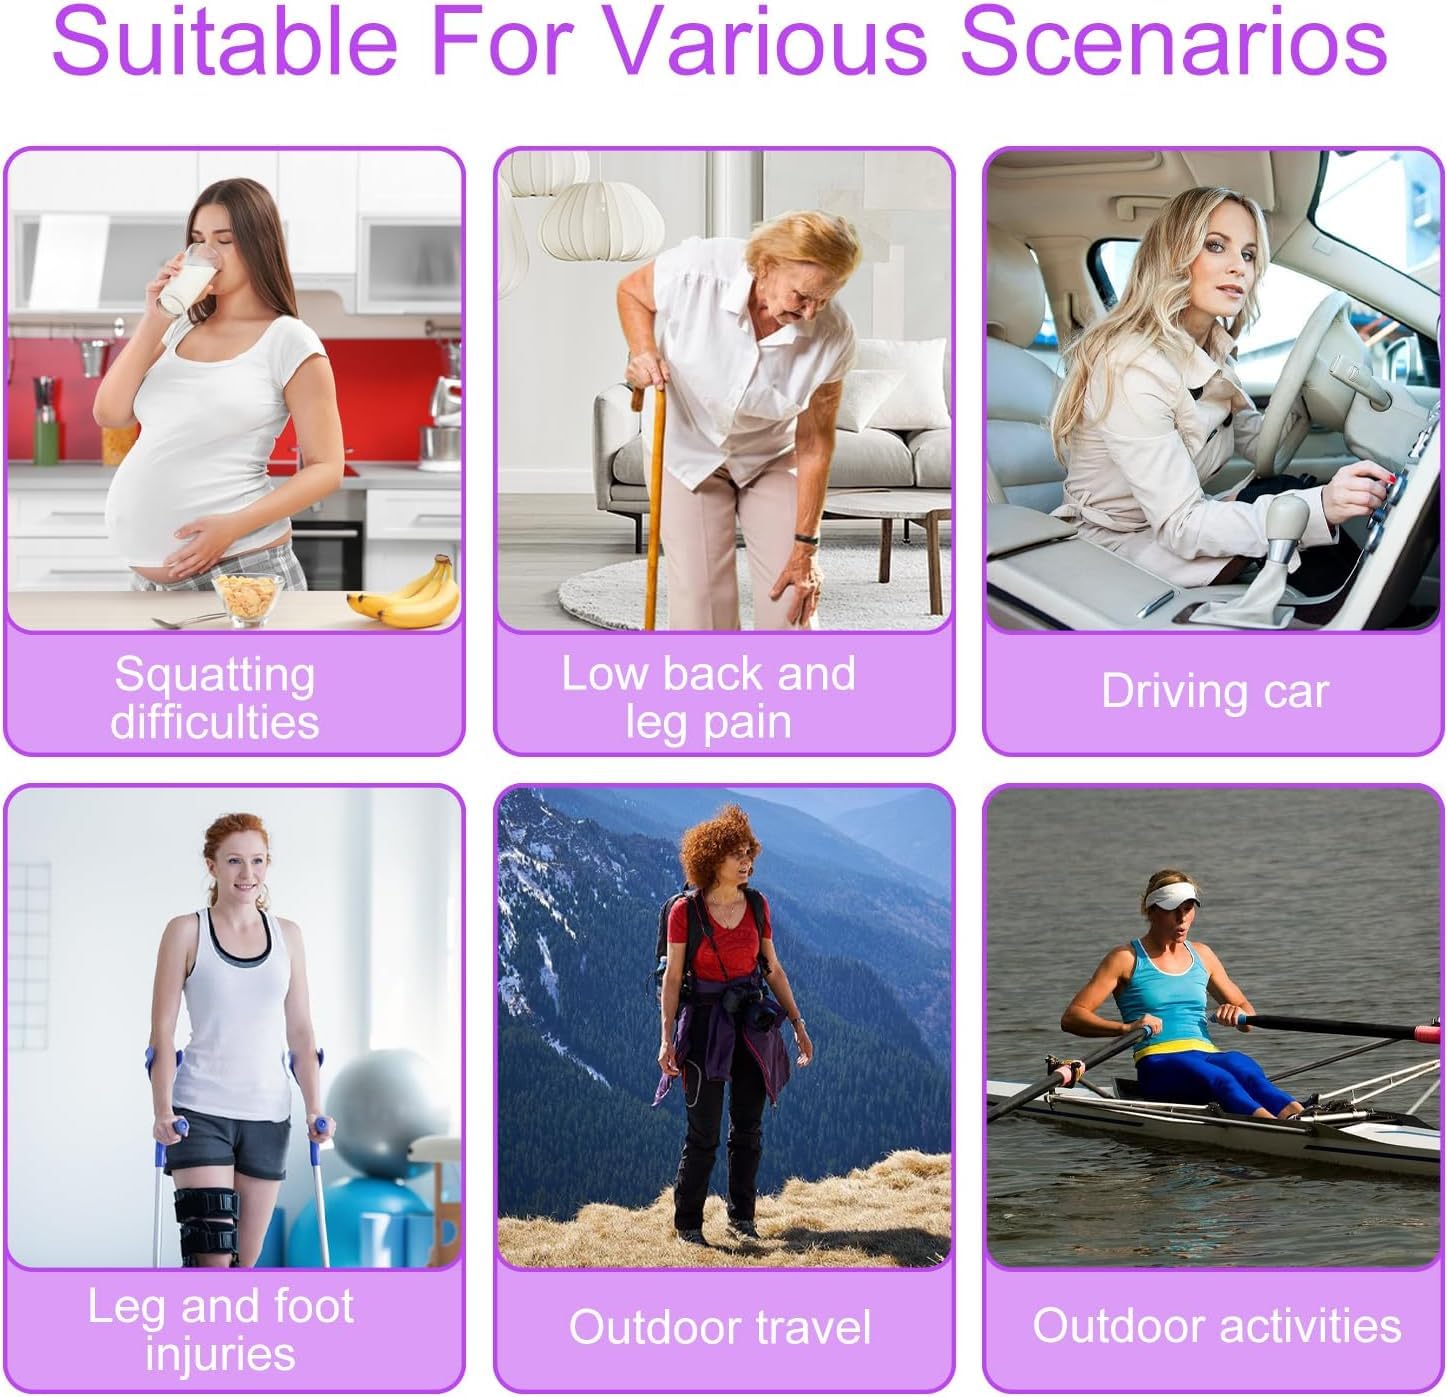 Suitable For Various Scenarios
Squatting
difficulties
Low back and
leg pain
Driving car
Leg and foot
injuries
Outdoor travel
Outdoor activities